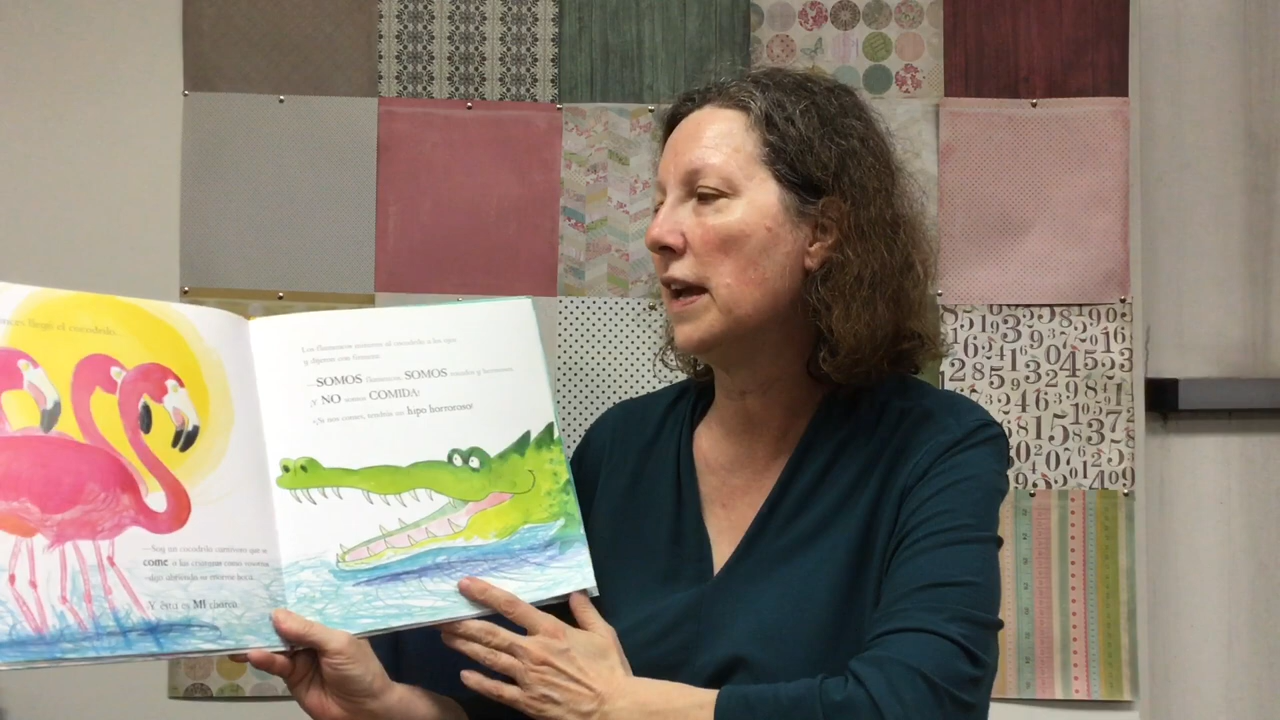 llegó el cocodrilo.
—Soy un cocodrilo carnívoro que se
come a las criaturas como vosotras
—dijo abriendo su enorme boca.
¡Y ésta es MI charca
Los flamencos miraron al cocodrilo a los ojos
y dijeron con firmeza:
—SOMOS flamencos, SOMOS rosados y hermosos.
¡Y NO somos COMIDA!
¡Si nos comes, tendrás un hipo horroroso!